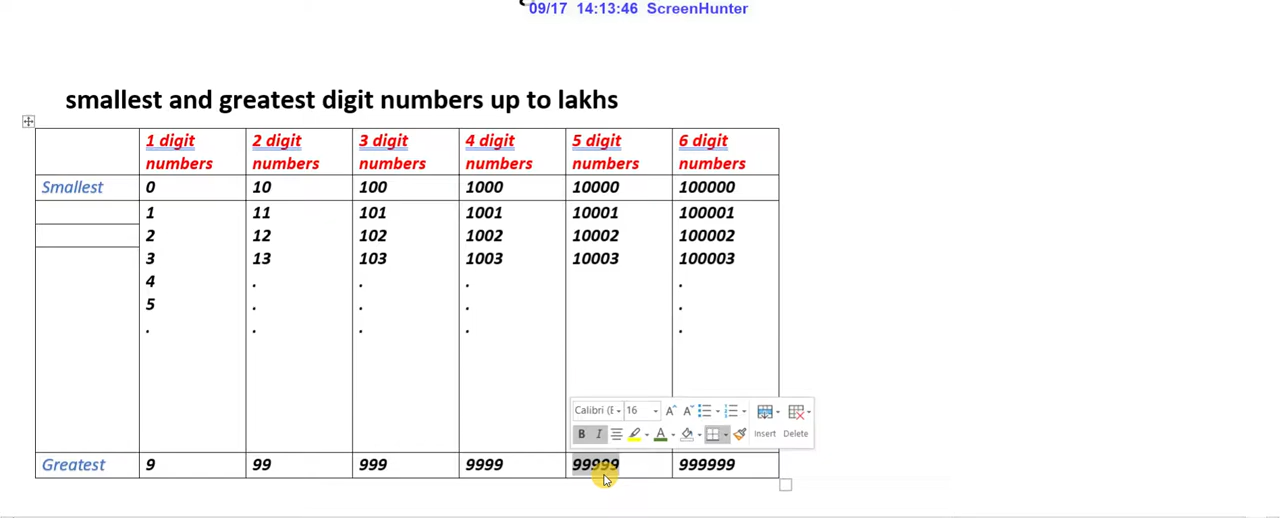 09/17 14:13:46 ScreenHunter
smallest and greatest digit numbers up to lakhs
1 digit numbers 2 digit numbers 3 digit numbers 4 digit numbers 5 digit numbers 6 digit numbers
Smallest 0 10 100 1000 10000 100000
1 11 101 1001 10001 100001
2 12 102 1002 10002 100002
3 13 103 1003 10003 100003
4 . . . .
5 . . . .
. . . . .
Calibri (E 16
B I Insert Delete
Greatest 9 99 999 9999 99999 999999